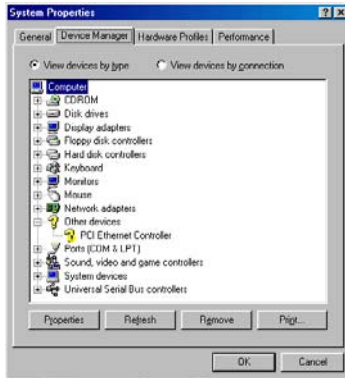 System Properties
General Device Manager Hardware Profiles Performance
View devices by type View devices by connection
Computer
CDROM
Disk drives
Display adapters
Floppy disk controllers
Hard disk controllers
Keyboard
Monitors
Mouse
Network adapters
Other devices
PCI Ethernet Controller
Ports (COM & LPT)
Sound, video and game controllers
System devices
Universal Serial Bus controllers
Properties Refresh Remove Print...
OK Cancel